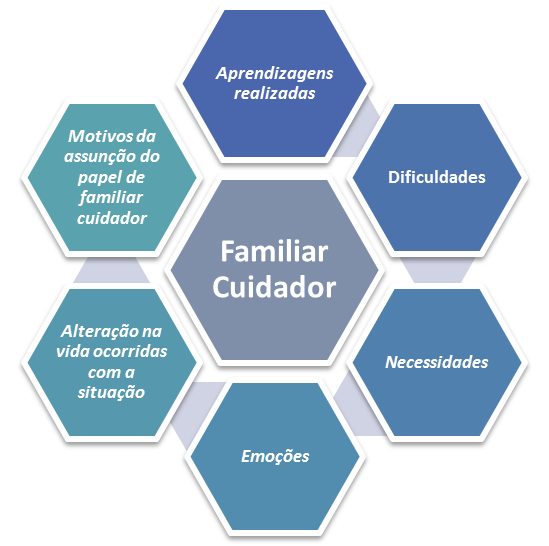 Aprendizagens
realizadas
Dificuldades
Necessidades
Emoções
Alteração na
vida ocorridas
com a
situação
Motivos da
assunção do
papel de
familiar
cuidador
Familiar
Cuidador